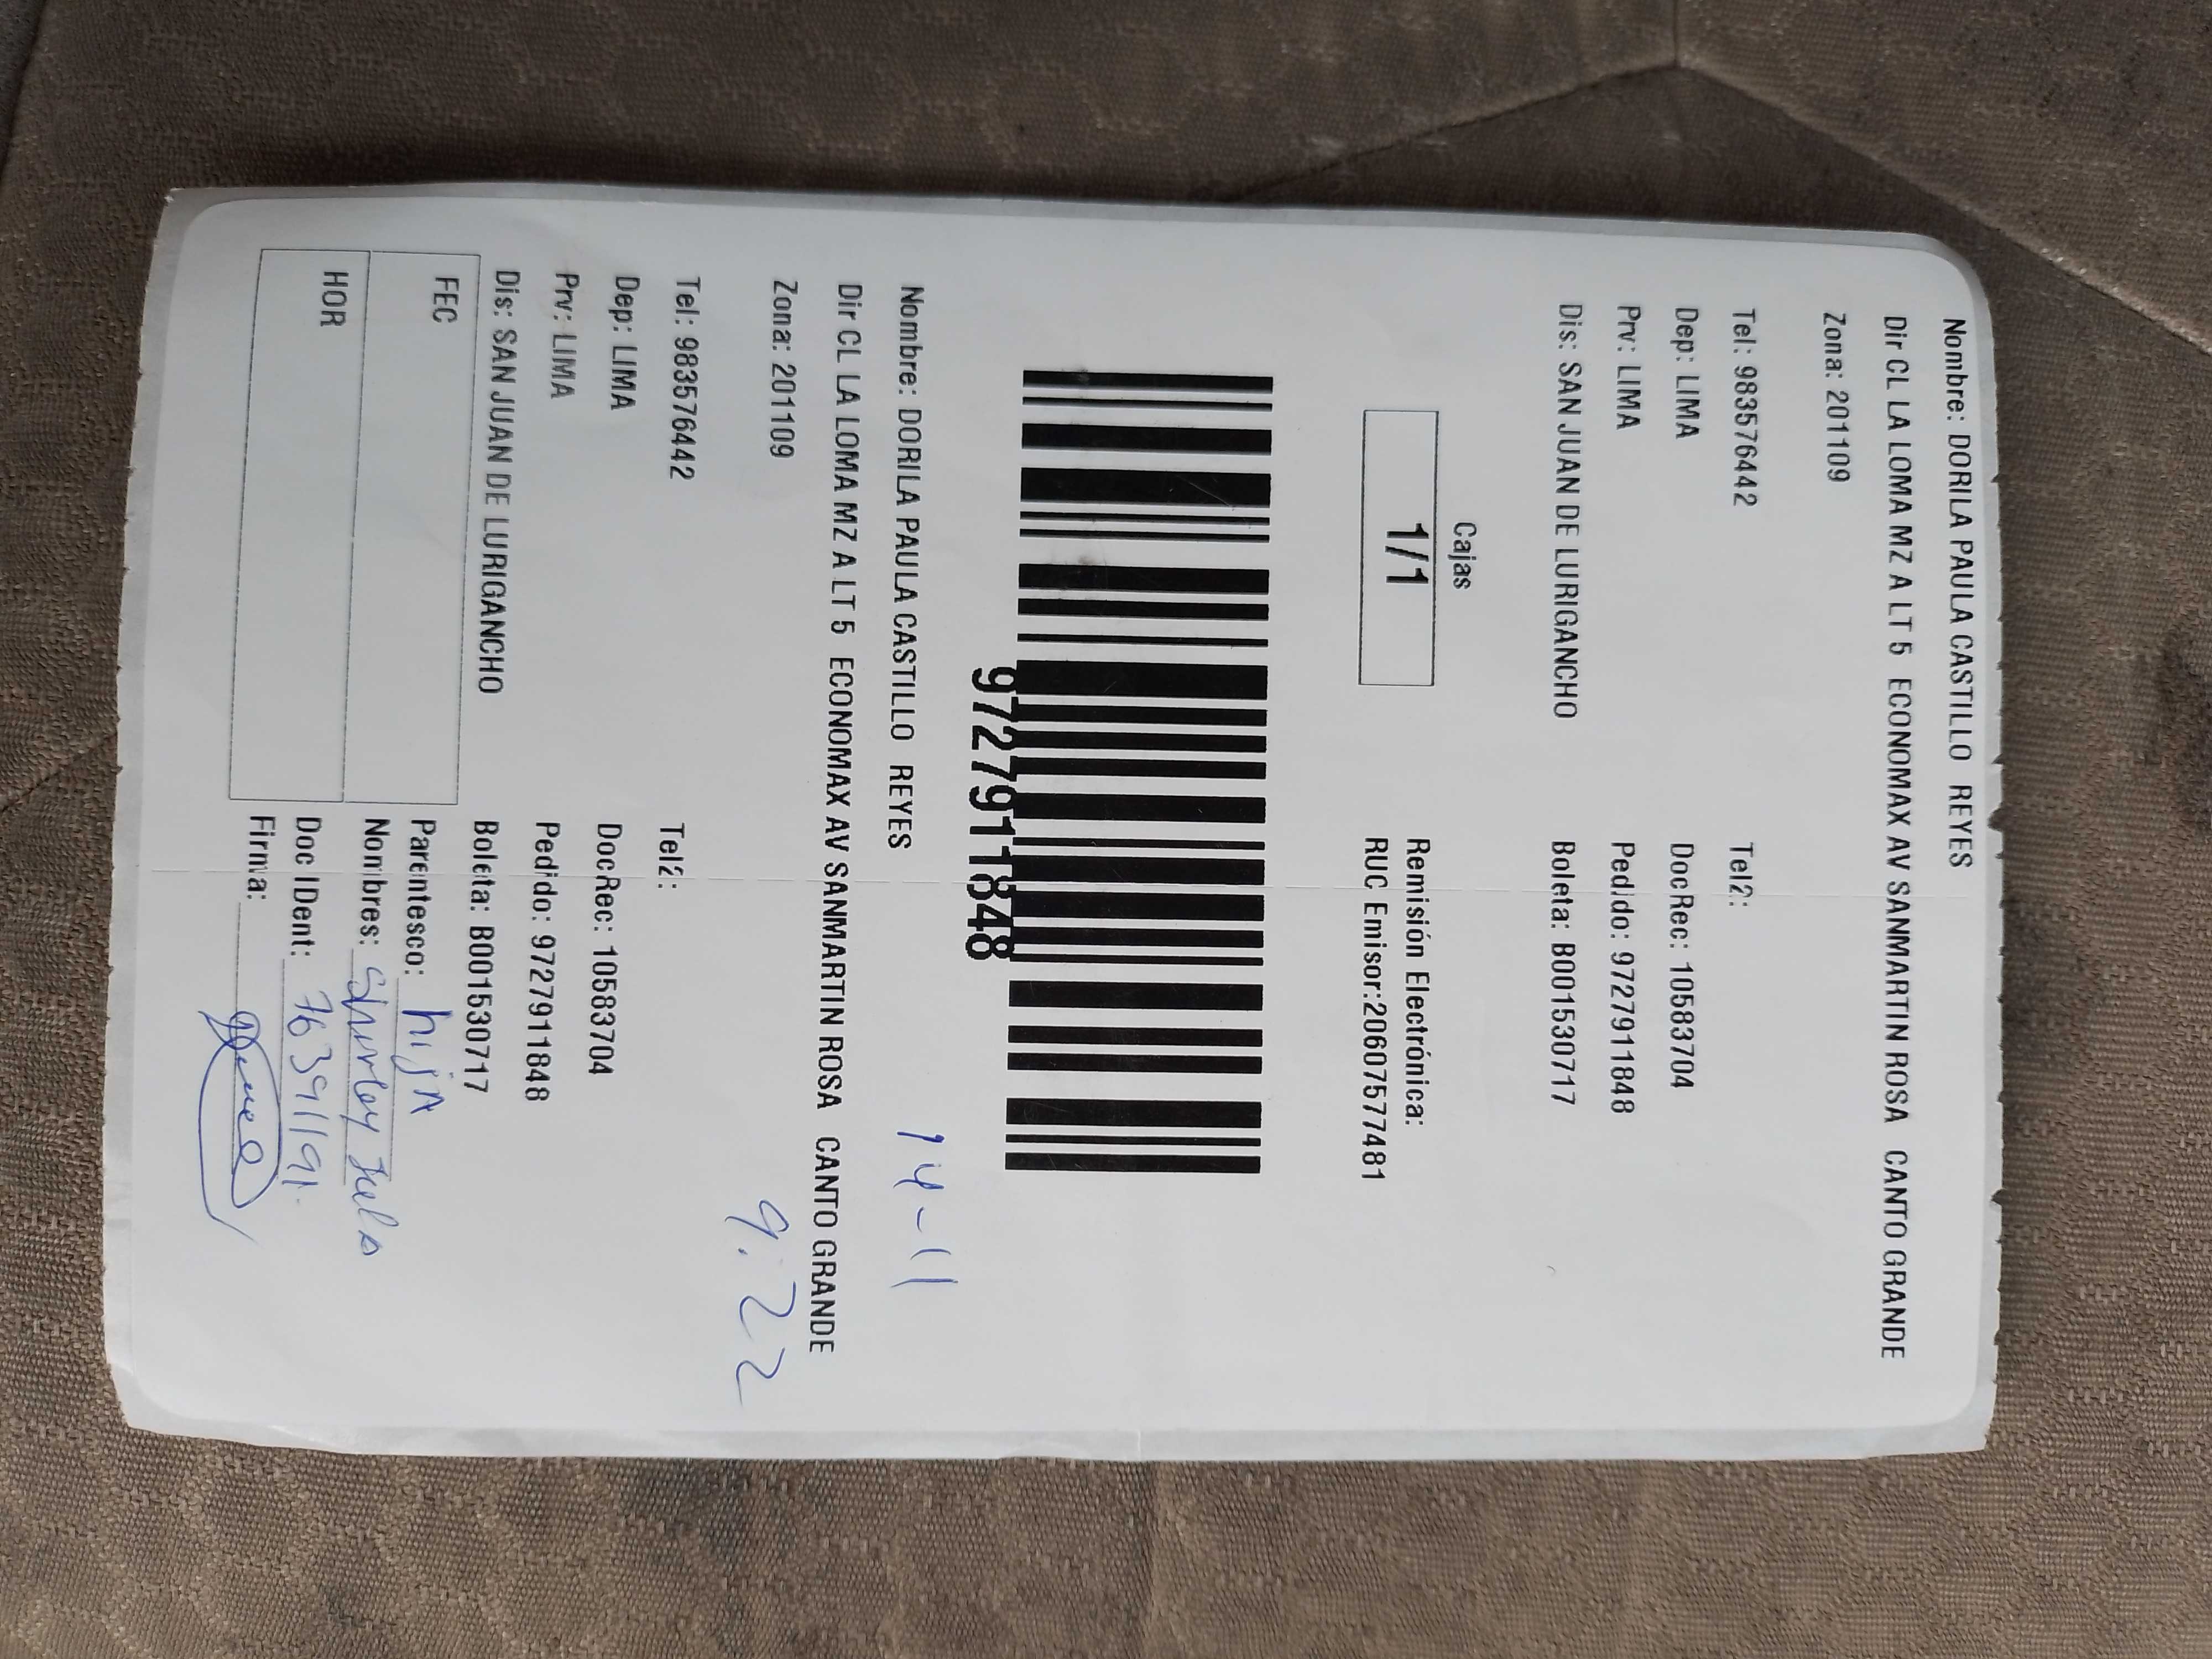 Nombre: DORILA PAULA CASTILLO REYES
Dir CL LA LOMA MZ A LT 5 ECONOMAX AV SANMARTIN ROSA CANTO GRANDE
Zona: 201109
Tel: 983576442 Tel2:
Dep: LIMA DocRec: 10583704
Prv: LIMA Pedido: 9727911848
Dis: SAN JUAN DE LURIGANCHO Boleta: B001530717
Cajas
1/1
Remisión Electrónica:
RUC Emisor:20607577481
9727911848
Nombre: DORILA PAULA CASTILLO REYES
14-11
Dir CL LA LOMA MZ A LT 5 ECONOMAX AV SANMARTIN ROSA CANTO GRANDE
Zona: 201109
9:22
Tel: 983576442 Tel2:
Dep: LIMA DocRec: 10583704
Prv: LIMA Pedido: 9727911848
Dis: SAN JUAN DE LURIGANCHO Boleta: B001530717
FEC
HOR
Parentesco: hija
Nombres: Shirley
Doc IDent: 76391191
Firma: